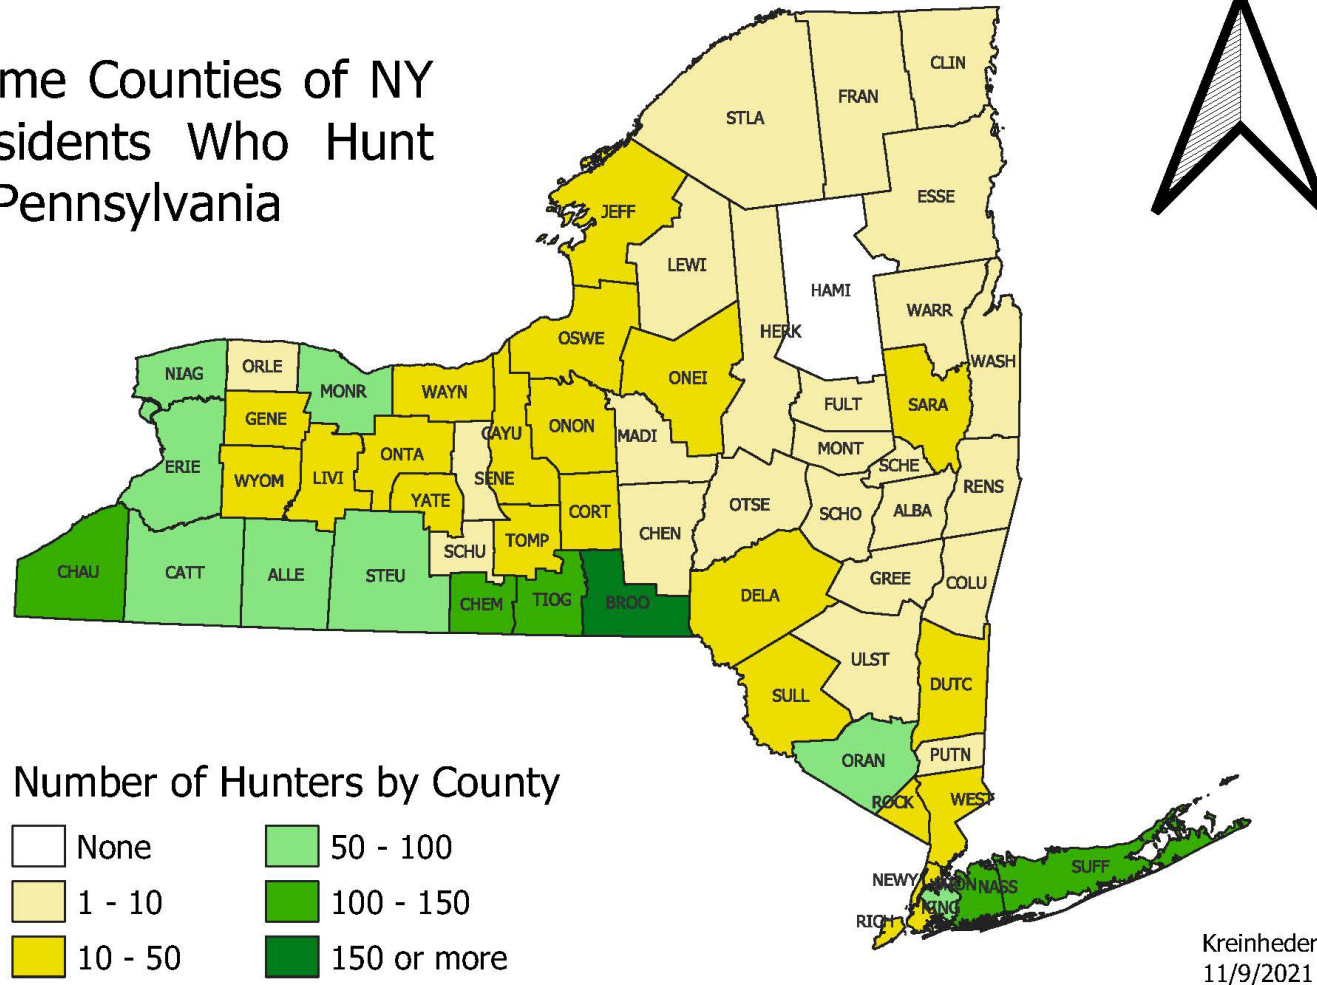 me Counties of NY
sidents Who Hunt
Pennsylvania
CLIN
FRAN
STLA
ESSE
JEFF
LEWI
HAMI
WARR
HERK
OSWE
WASH
ORLE
NIAG
ONEI
MONR
WAYN
FULT
SARA
GENE
ONON
CAYU
MADI
MONT
ONTA
SCHE
ERIE
LIVI
SENE
WYOM
RENS
YATE
OTSE
CORT
SCHO
ALBA
CHEN
TOMP
SCHU
CHAU
CATT
ALLE
STEU
GREE
COLU
DELA
TIOG
CHEM
BROO
ULST
DUTC
SULL
PUTN
ORAN
WEST
ROCK
SUFF
NEWY
NASS
RICH
Number of Hunters by County
None
1 - 10
10 - 50
50 - 100
100 - 150
150 or more
Kreinheder
11/9/2021